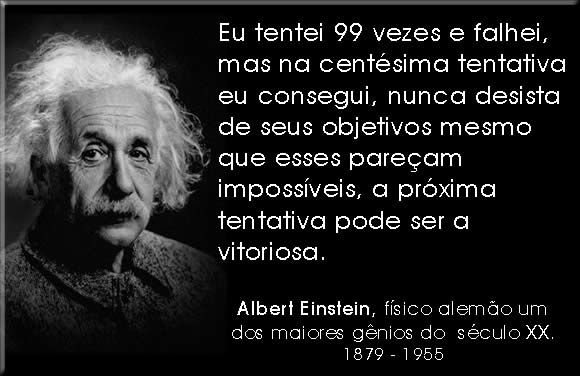 Eu tentei 99 vezes e falhei,
mas na centésima tentativa
eu consegui, nunca desista
de seus objetivos mesmo
que esses pareçam
impossíveis, a próxima
tentativa pode ser a
vitoriosa.
Albert Einstein, físico alemão um
dos maiores gênios do século XX.
1879 - 1955